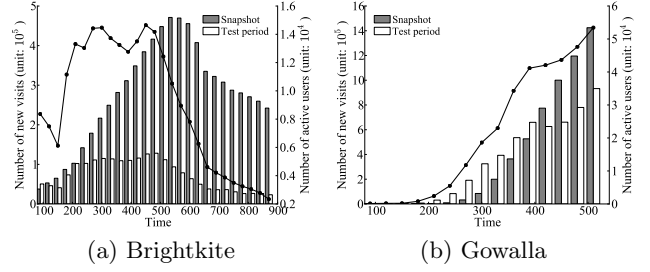 Number of new visits (unit: 10^5)
5
4
3
2
1
0
Snapshot
Test period
1.6
1.4
1.2
1.0
0.8
0.6
0.4
0.2
Number of active users (unit: 10^4)
100 200 300 400 500 600 700 800 900
Time
(a) Brightkite
Number of new visits (unit: 10^5)
16
14
12
10
8
6
4
2
0
Snapshot
Test period
6
5
4
3
2
1
0
Number of active users (unit: 10^4)
100 200 300 400 500
Time
(b) Gowalla